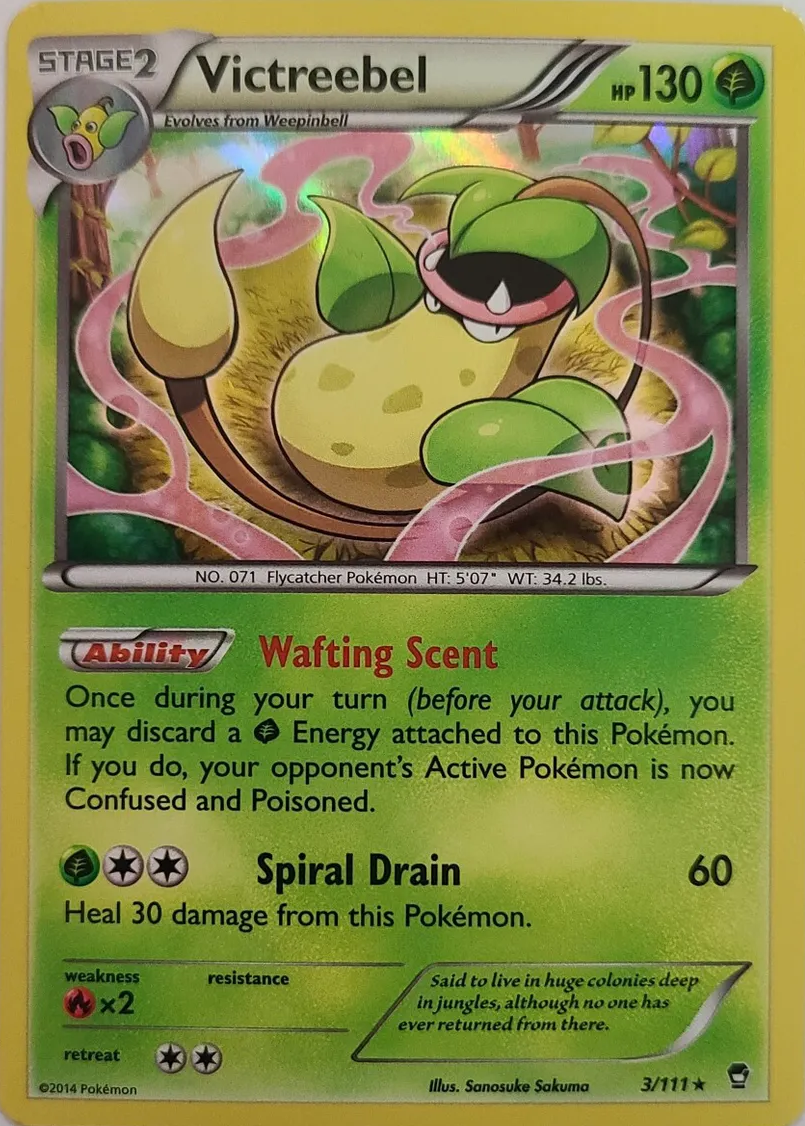 STAGE2 Victreebel HP130
Evolves from Weepinbell
NO. 071 Flycatcher Pokémon HT: 5'07" WT: 34.2 lbs.
Ability Wafting Scent
Once during your turn (before your attack), you
may discard a Energy attached to this Pokémon.
If you do, your opponent's Active Pokémon is now
Confused and Poisoned.
Spiral Drain 60
Heal 30 damage from this Pokémon.
weakness resistance
×2
Said to live in huge colonies deep
in jungles, although no one has
ever returned from there.
retreat
©2014 Pokémon Illus. Sanosuke Sakuma 3/111★